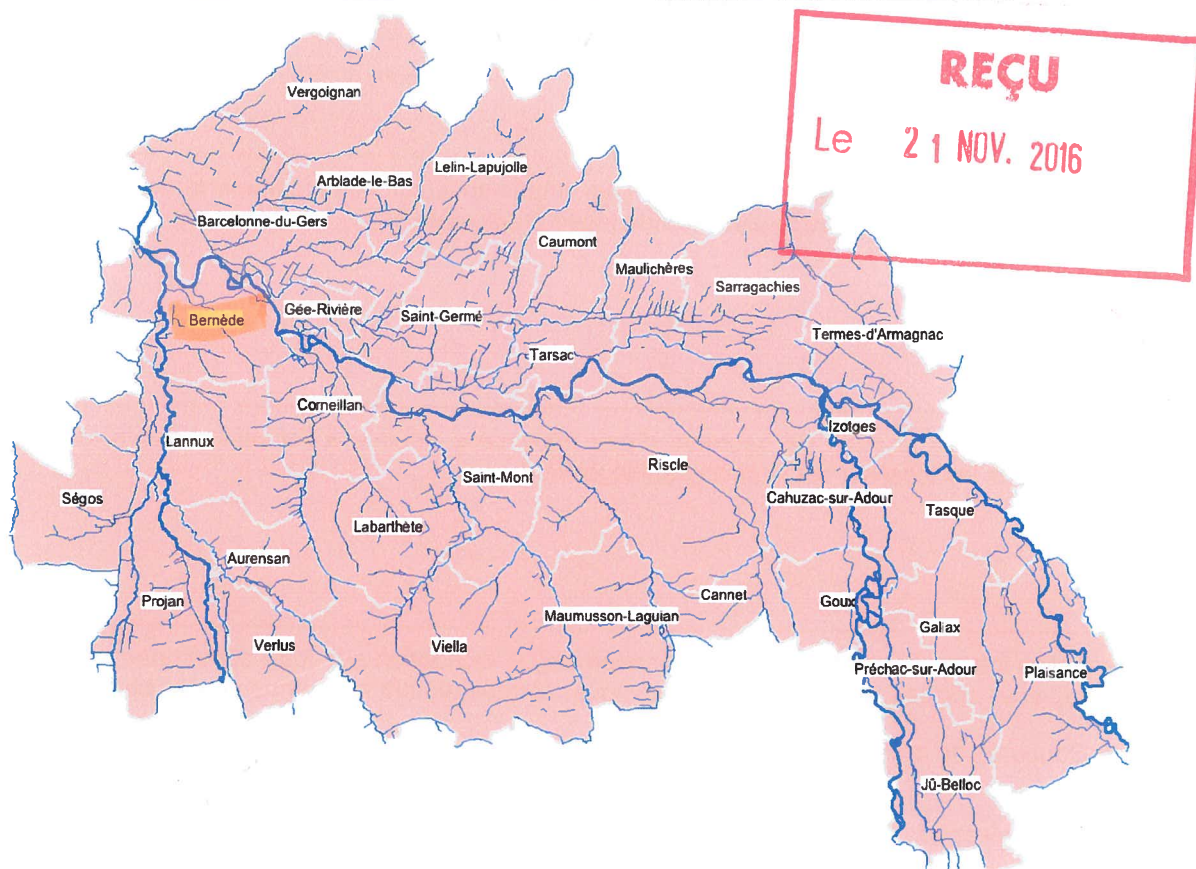 REÇU
Le 21 NOV. 2016
Vergoignan
Lelin-Lapujolle
Arblade-le-Bas
Barcelonne-du-Gers
Caumont
Maulichères
Sarragachies
Gée-Rivière
Saint-Germé
Bernède
Termes-d'Armagnac
Tarsac
Corneillan
Izotges
Lannux
Riscle
Saint-Mont
Ségos
Cahuzac-sur-Adour
Tasque
Labarthète
Aurensan
Projan
Cannet
Goux
Maumusson-Laguian
Galiax
Verlus
Viella
Préchac-sur-Adour
Plaisance
Jû-Belloc